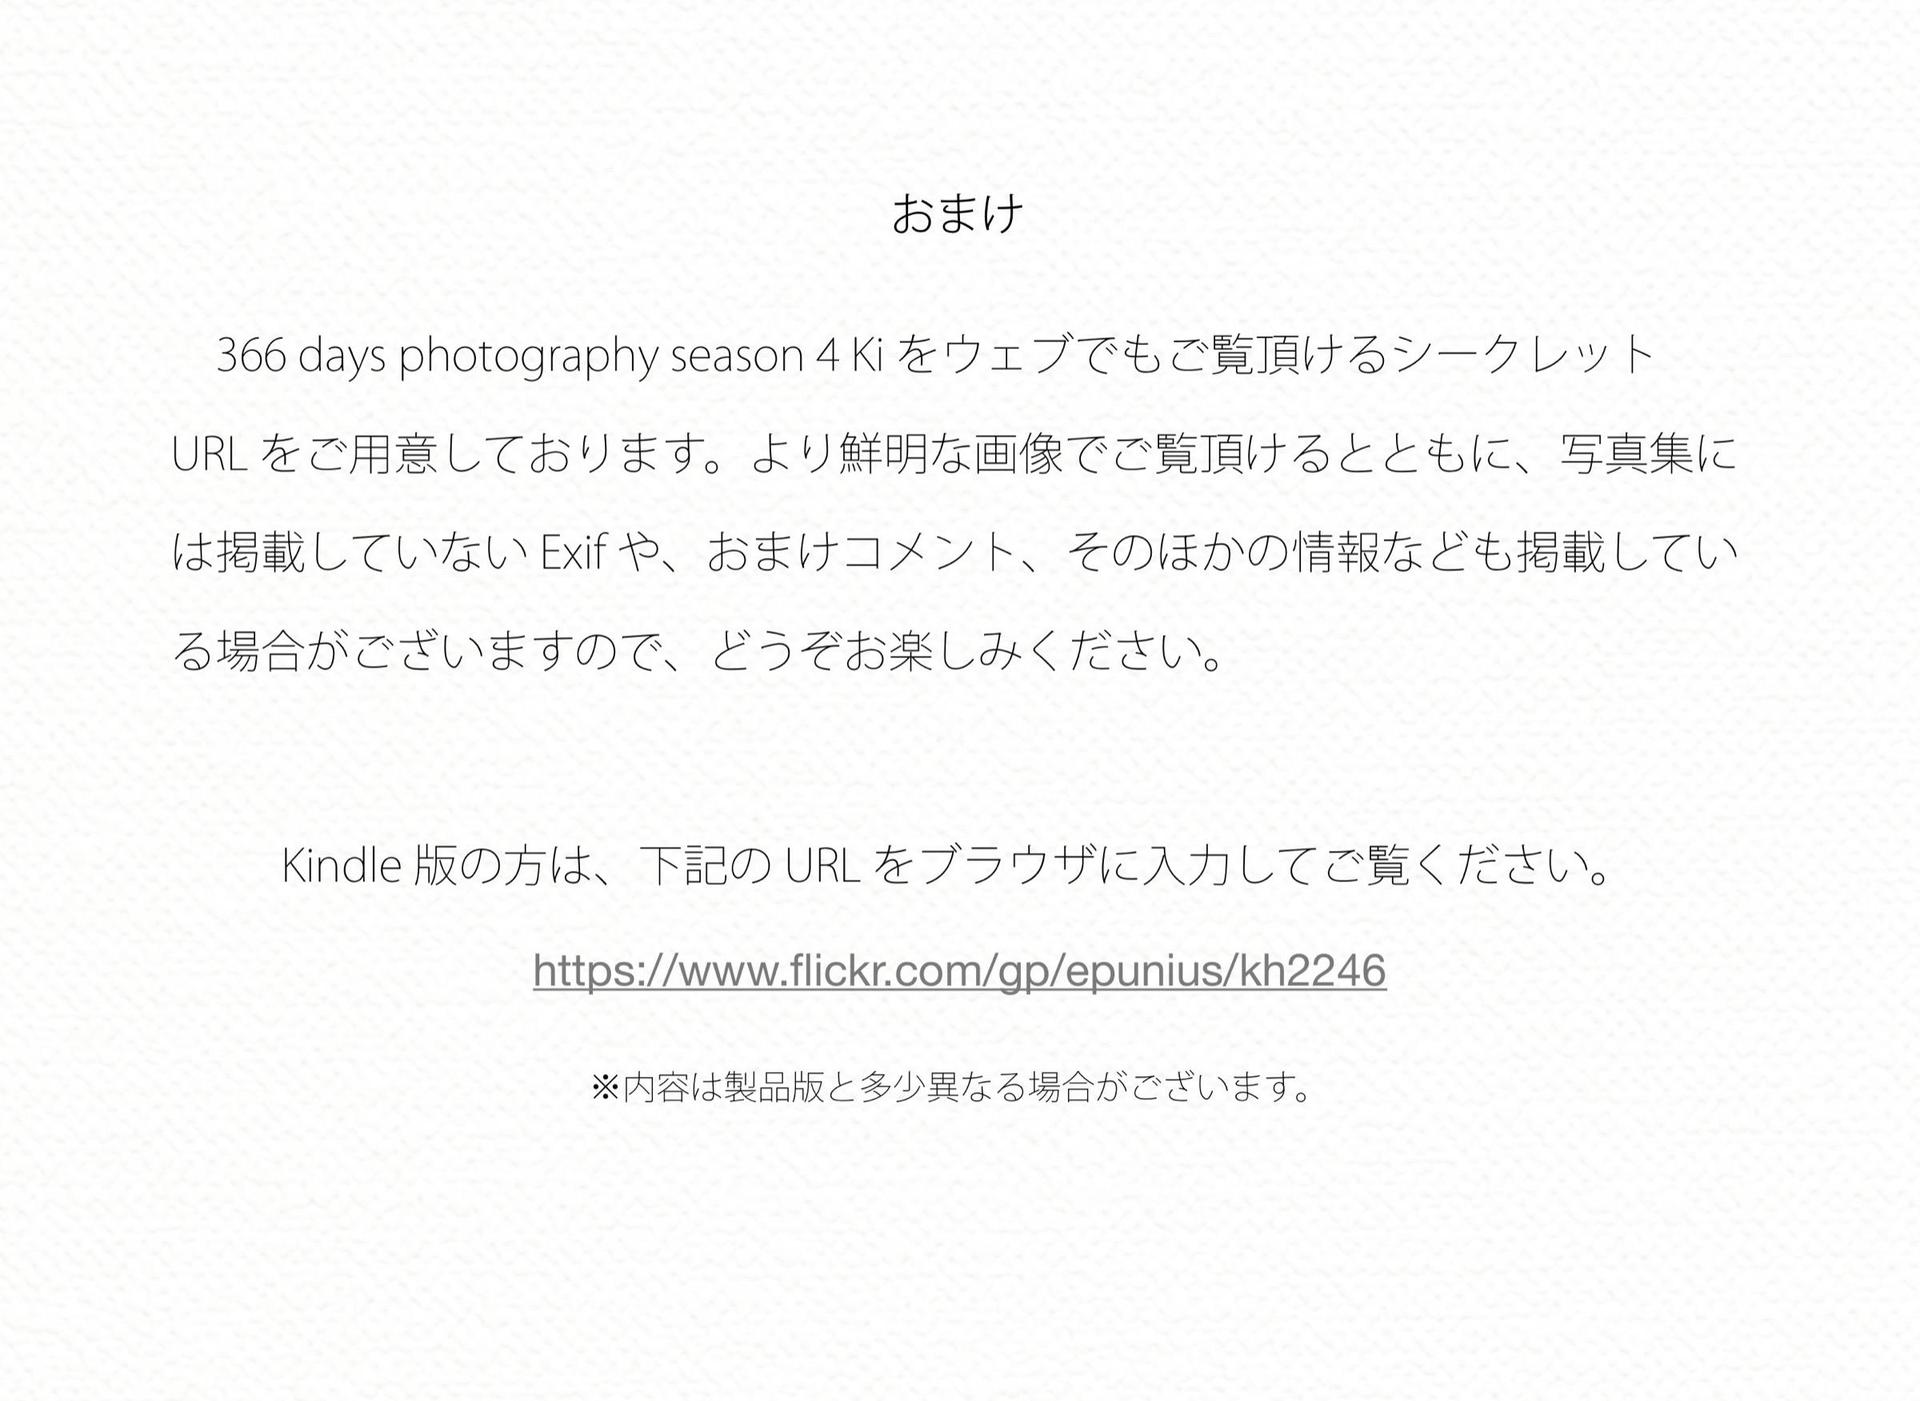 おまけ
366 days photography season 4 Ki をウェブでもご覧頂けるシークレット
URL をご用意しております。より鮮明な画像でご覧頂けるとともに、写真集に
は掲載していない Exif や、おまけコメント、そのほかの情報なども掲載してい
る場合がございますので、どうぞお楽しみください。
Kindle 版の方は、下記の URL をブラウザに入力してご覧ください。
https://www.flickr.com/gp/epunius/kh2246
※内容は製品版と多少異なる場合がございます。